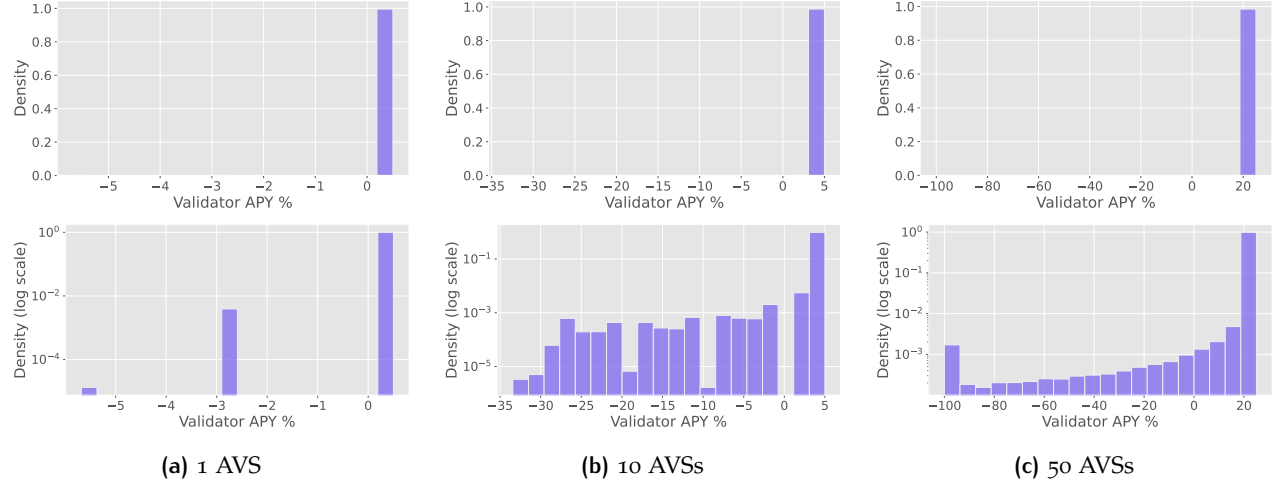 1.0
0.8
0.6
0.4
0.2
0.0
Density
−5 −4 −3 −2 −1 0
Validator APY %
1.0
0.8
0.6
0.4
0.2
0.0
Density
−35 −30 −25 −20 −15 −10 −5 0 5
Validator APY %
1.0
0.8
0.6
0.4
0.2
0.0
Density
−100 −80 −60 −40 −20 0 20
Validator APY %
10⁰
10⁻²
10⁻⁴
Density (log scale)
−5 −4 −3 −2 −1 0
Validator APY %
10⁻¹
10⁻³
10⁻⁵
Density (log scale)
−35 −30 −25 −20 −15 −10 −5 0 5
Validator APY %
10⁰
10⁻¹
10⁻²
10⁻³
Density (log scale)
−100 −80 −60 −40 −20 0 20
Validator APY %
(a) 1 AVS
(b) 10 AVSs
(c) 50 AVSs